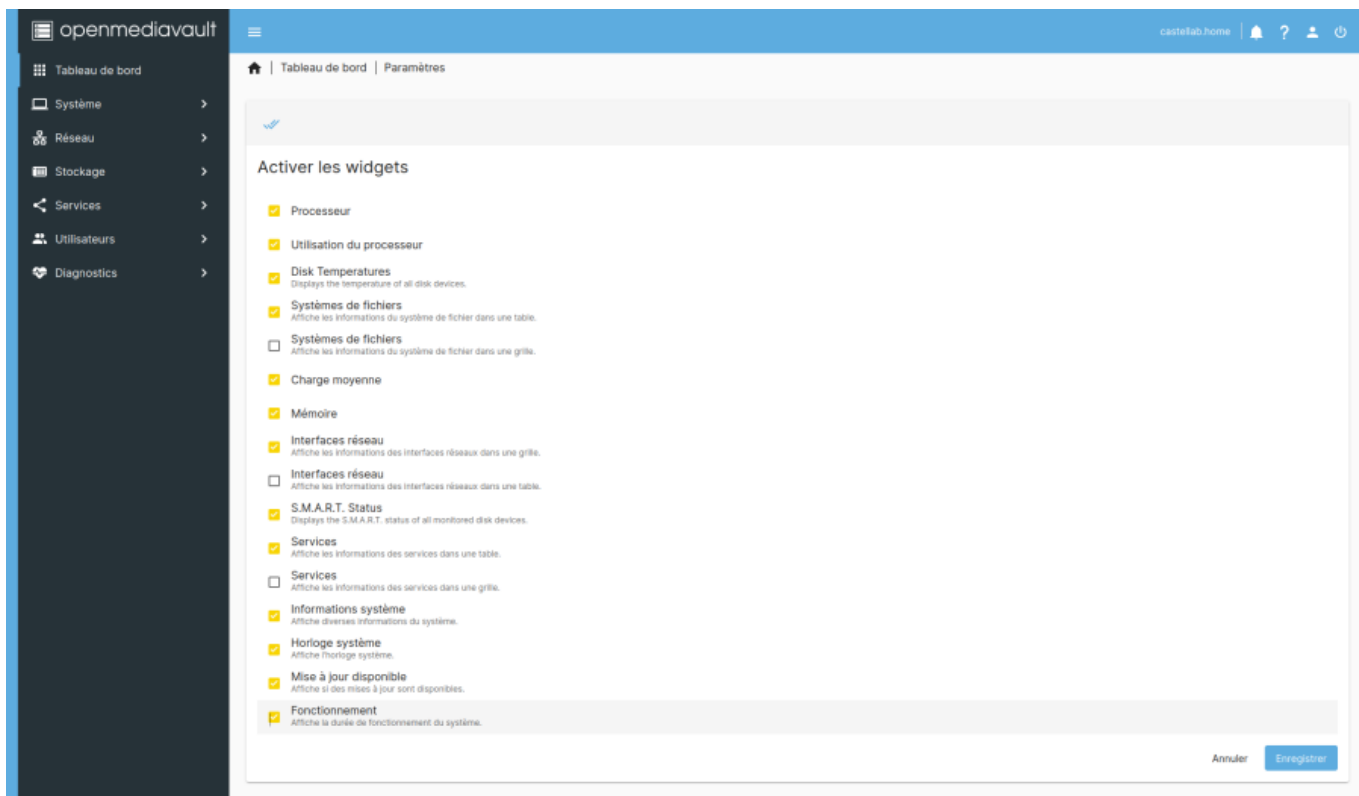 openmediavault
castellab.home
?
Tableau de bord
Système
Réseau
Stockage
Services
Utilisateurs
Diagnostics
| Tableau de bord | Paramètres
Activer les widgets
Processeur
Utilisation du processeur
Disk Temperatures
Displays the temperature of all disk devices.
Systèmes de fichiers
Affiche les informations du système de fichier dans une table.
Systèmes de fichiers
Affiche les informations du système de fichier dans une grille.
Charge moyenne
Mémoire
Interfaces réseau
Affiche les informations des interfaces réseaux dans une grille.
Interfaces réseau
Affiche les informations des interfaces réseaux dans une table.
S.M.A.R.T. Status
Displays the S.M.A.R.T. status of all monitored disk devices.
Services
Affiche les informations des services dans une table.
Services
Affiche les informations des services dans une grille.
Informations système
Affiche diverses informations du système.
Horloge système
Affiche l'horloge système.
Mise à jour disponible
Affiche si des mises à jour sont disponibles.
Fonctionnement
Affiche la durée de fonctionnement du système.
Annuler
Enregistrer